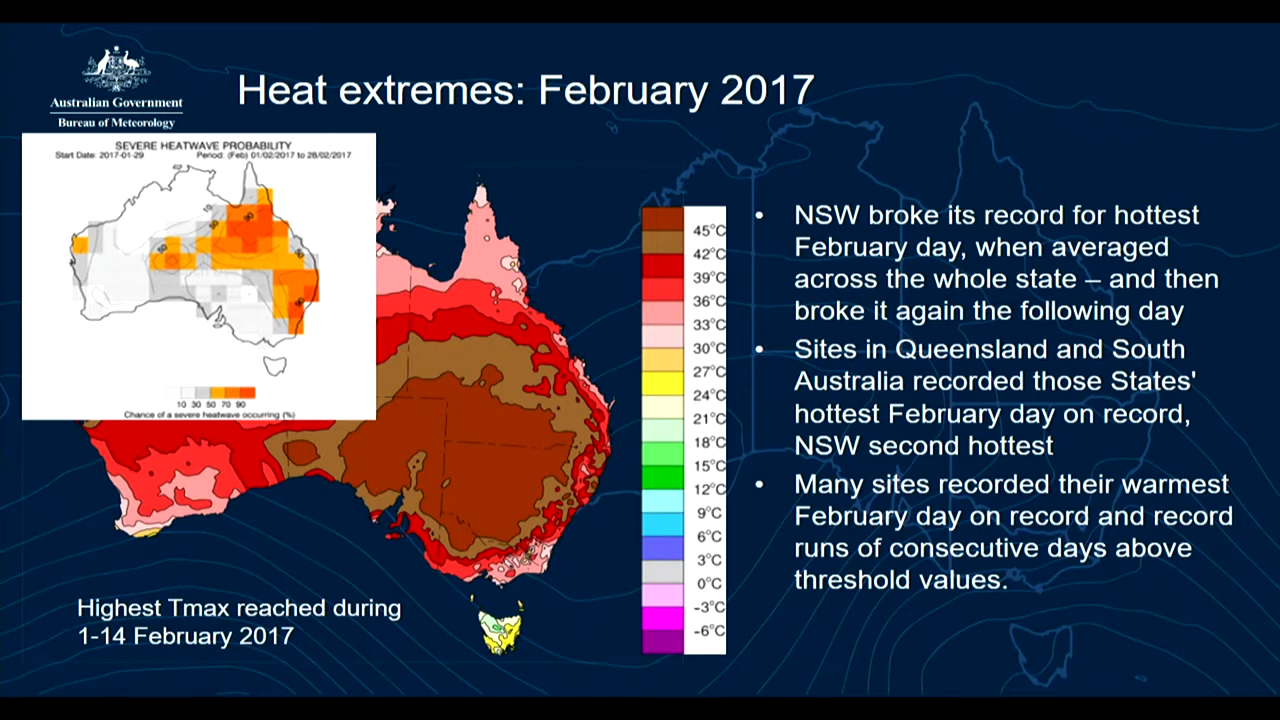 Heat extremes: February 2017
Australian Government
Bureau of Meteorology
SEVERE HEATWAVE PROBABILITY
Start Date: 2017-01-29 Period: (Feb) 01/02/2017 to 28/02/2017
10 30 50 70 90
Chance of a severe heatwave occurring (%)
45°C
42°C
39°C
36°C
33°C
30°C
27°C
24°C
21°C
18°C
15°C
12°C
9°C
6°C
3°C
0°C
-3°C
-6°C
Highest Tmax reached during
1-14 February 2017
• NSW broke its record for hottest
February day, when averaged
across the whole state – and then
broke it again the following day
• Sites in Queensland and South
Australia recorded those States'
hottest February day on record,
NSW second hottest
• Many sites recorded their warmest
February day on record and record
runs of consecutive days above
threshold values.